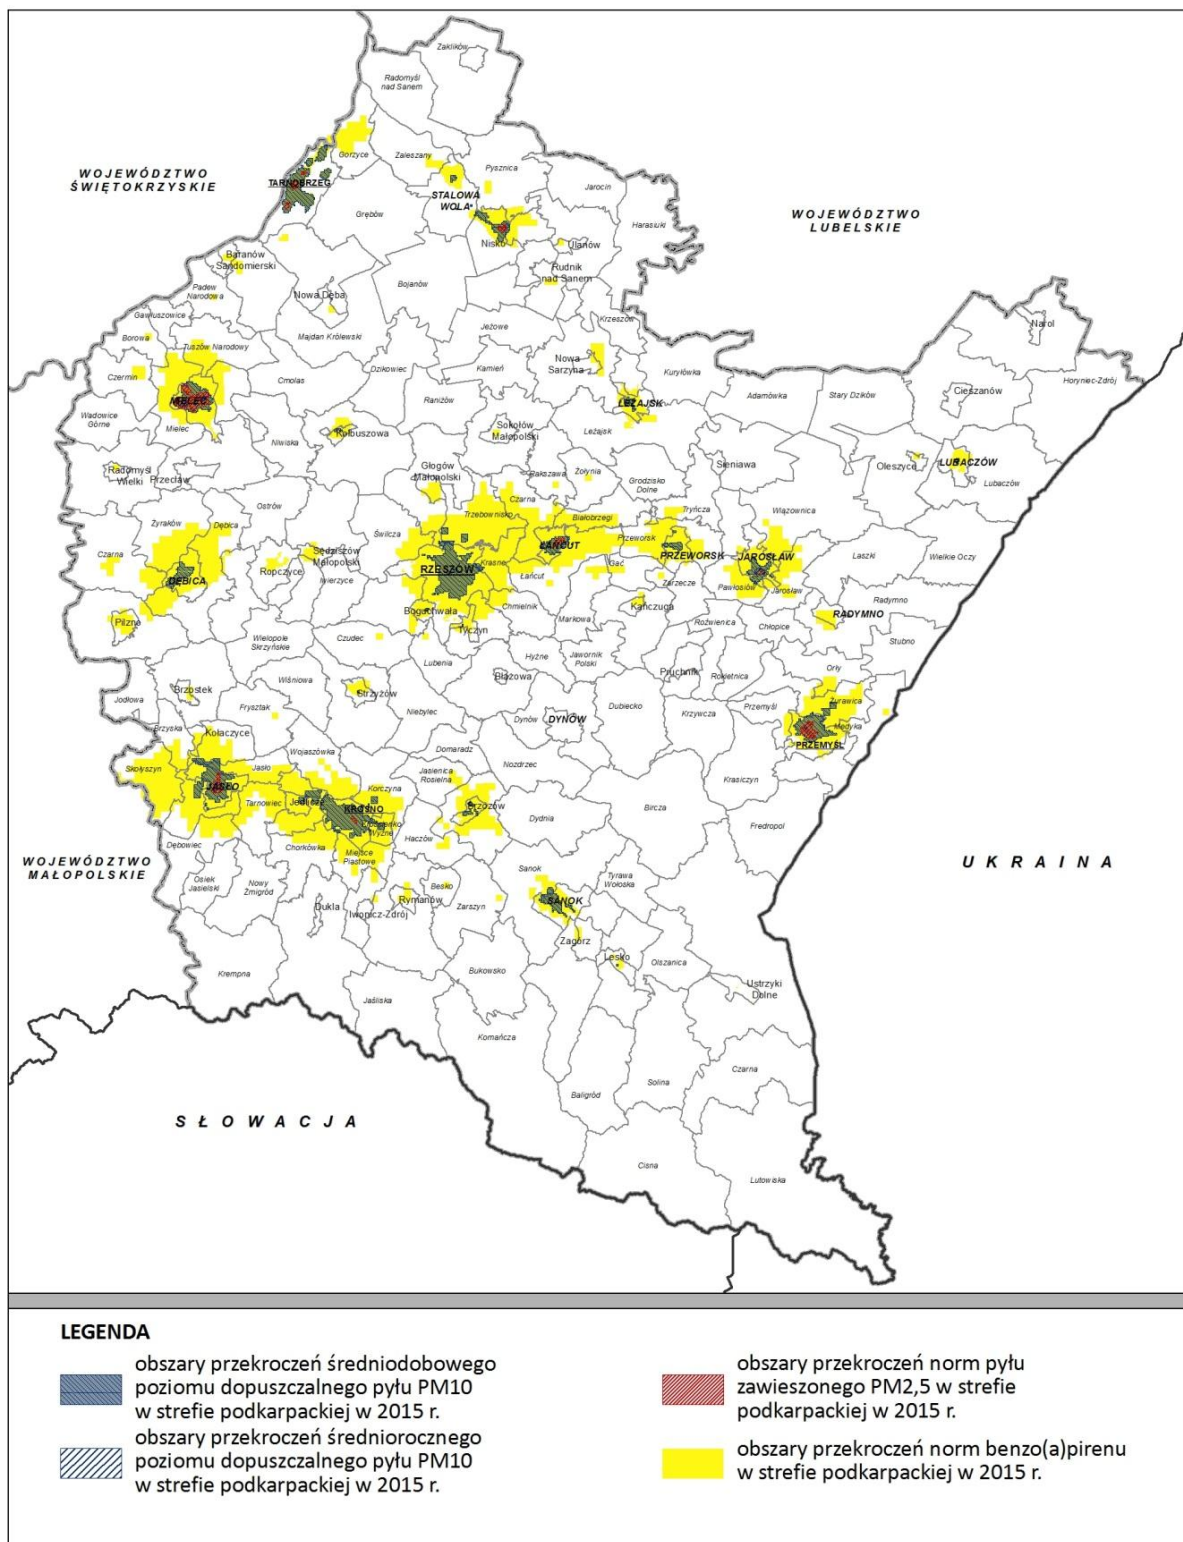 Zaklików
Radomyśl
nad Sanem
WOJEWÓDZTWO
ŚWIĘTOKRZYSKIE
Gorzyce
Zaleszany
Pysznica
TARNOBRZEG
Jarocin
STALOWA
WOLA
Grębów
WOJEWÓDZTWO
LUBELSKIE
Harasiuki
Nisko
Ulanów
Baranów
Sandomierski
Rudnik
nad Sanem
Padew
Narodowa
Nowa Dęba
Bojanów
Gawłuszowice
Krzeszów
Narol
Borowa
Majdan Królewski
Jeżowe
Tuszów Narodowy
Nowa
Sarzyna
Czermin
Cmolas
Dzikowiec
Kamień
Kuryłówka
Horyniec-Zdrój
MIELEC
Raniżów
LEŻAJSK
Adamówka
Stary Dzików
Cieszanów
Wadowice
Górne
Mielec
Niwiska
Kolbuszowa
Sokołów
Małopolski
Leżajsk
Radomyśl
Wielki
Przecław
Głogów
Małopolski
Rakszawa
Żołynia
Sieniawa
Oleszyce
LUBACZÓW
Grodzisko
Dolne
Lubaczów
Ostrów
Czarna
Żyraków
Dębica
Trzebownisko
Białobrzegi
Tryńcza
Wiązownica
Świlcza
Czarna
Sędziszów
Małopolski
ŁAŃCUT
Przeworsk
PRZEWORSK
JAROSŁAW
Laszki
Wielkie Oczy
DĘBICA
Ropczyce
Iwierzyce
RZESZÓW
Krasne
Łańcut
Gać
Zarzecze
Pawłosiów
Jarosław
Radymno
Pilzno
Boguchwała
Chmielnik
Kańczuga
RADYMNO
Tyczyn
Markowa
Roźwienica
Chłopice
Wielopole
Skrzyńskie
Czudec
Lubenia
Hyżne
Jawornik
Polski
Stubno
Błażowa
Pruchnik
Rokietnica
Orły
Jodłowa
Brzostek
Wiśniowa
Strzyżów
Frysztak
Niebylec
Dynów
DYNÓW
Dubiecko
Krzywcza
Przemyśl
Żurawica
Medyka
PRZEMYŚL
Brzyska
Kołaczyce
Wojaszówka
Domaradz
Nozdrzec
Skołyszyn
Jasło
Jasienica
Rosielna
Krasiczyn
JASŁO
Tarnowiec
Jedlicze
Korczyna
KROSNO
Brzozów
Bircza
Dydnia
Fredropol
Dębowiec
Chorkówka
Miejsce
Piastowe
Haczów
WOJEWÓDZTWO
MAŁOPOLSKIE
UKRAINA
Osiek
Jasielski
Nowy
Żmigród
Sanok
Tyrawa
Wołoska
Besko
Dukla
Iwonicz-Zdrój
Rymanów
Zarszyn
SANOK
Zagórz
Lesko
Olszanica
Krempna
Bukowsko
Ustrzyki
Dolne
Jaśliska
Komańcza
Czarna
Solina
Baligród
SŁOWACJA
Cisna
Lutowiska
LEGENDA
obszary przekroczeń średniodobowego
poziomu dopuszczalnego pyłu PM10
w strefie podkarpackiej w 2015 r.
obszary przekroczeń średniorocznego
poziomu dopuszczalnego pyłu PM10
w strefie podkarpackiej w 2015 r.
obszary przekroczeń norm pyłu
zawieszonego PM2,5 w strefie
podkarpackiej w 2015 r.
obszary przekroczeń norm benzo(a)pirenu
w strefie podkarpackiej w 2015 r.